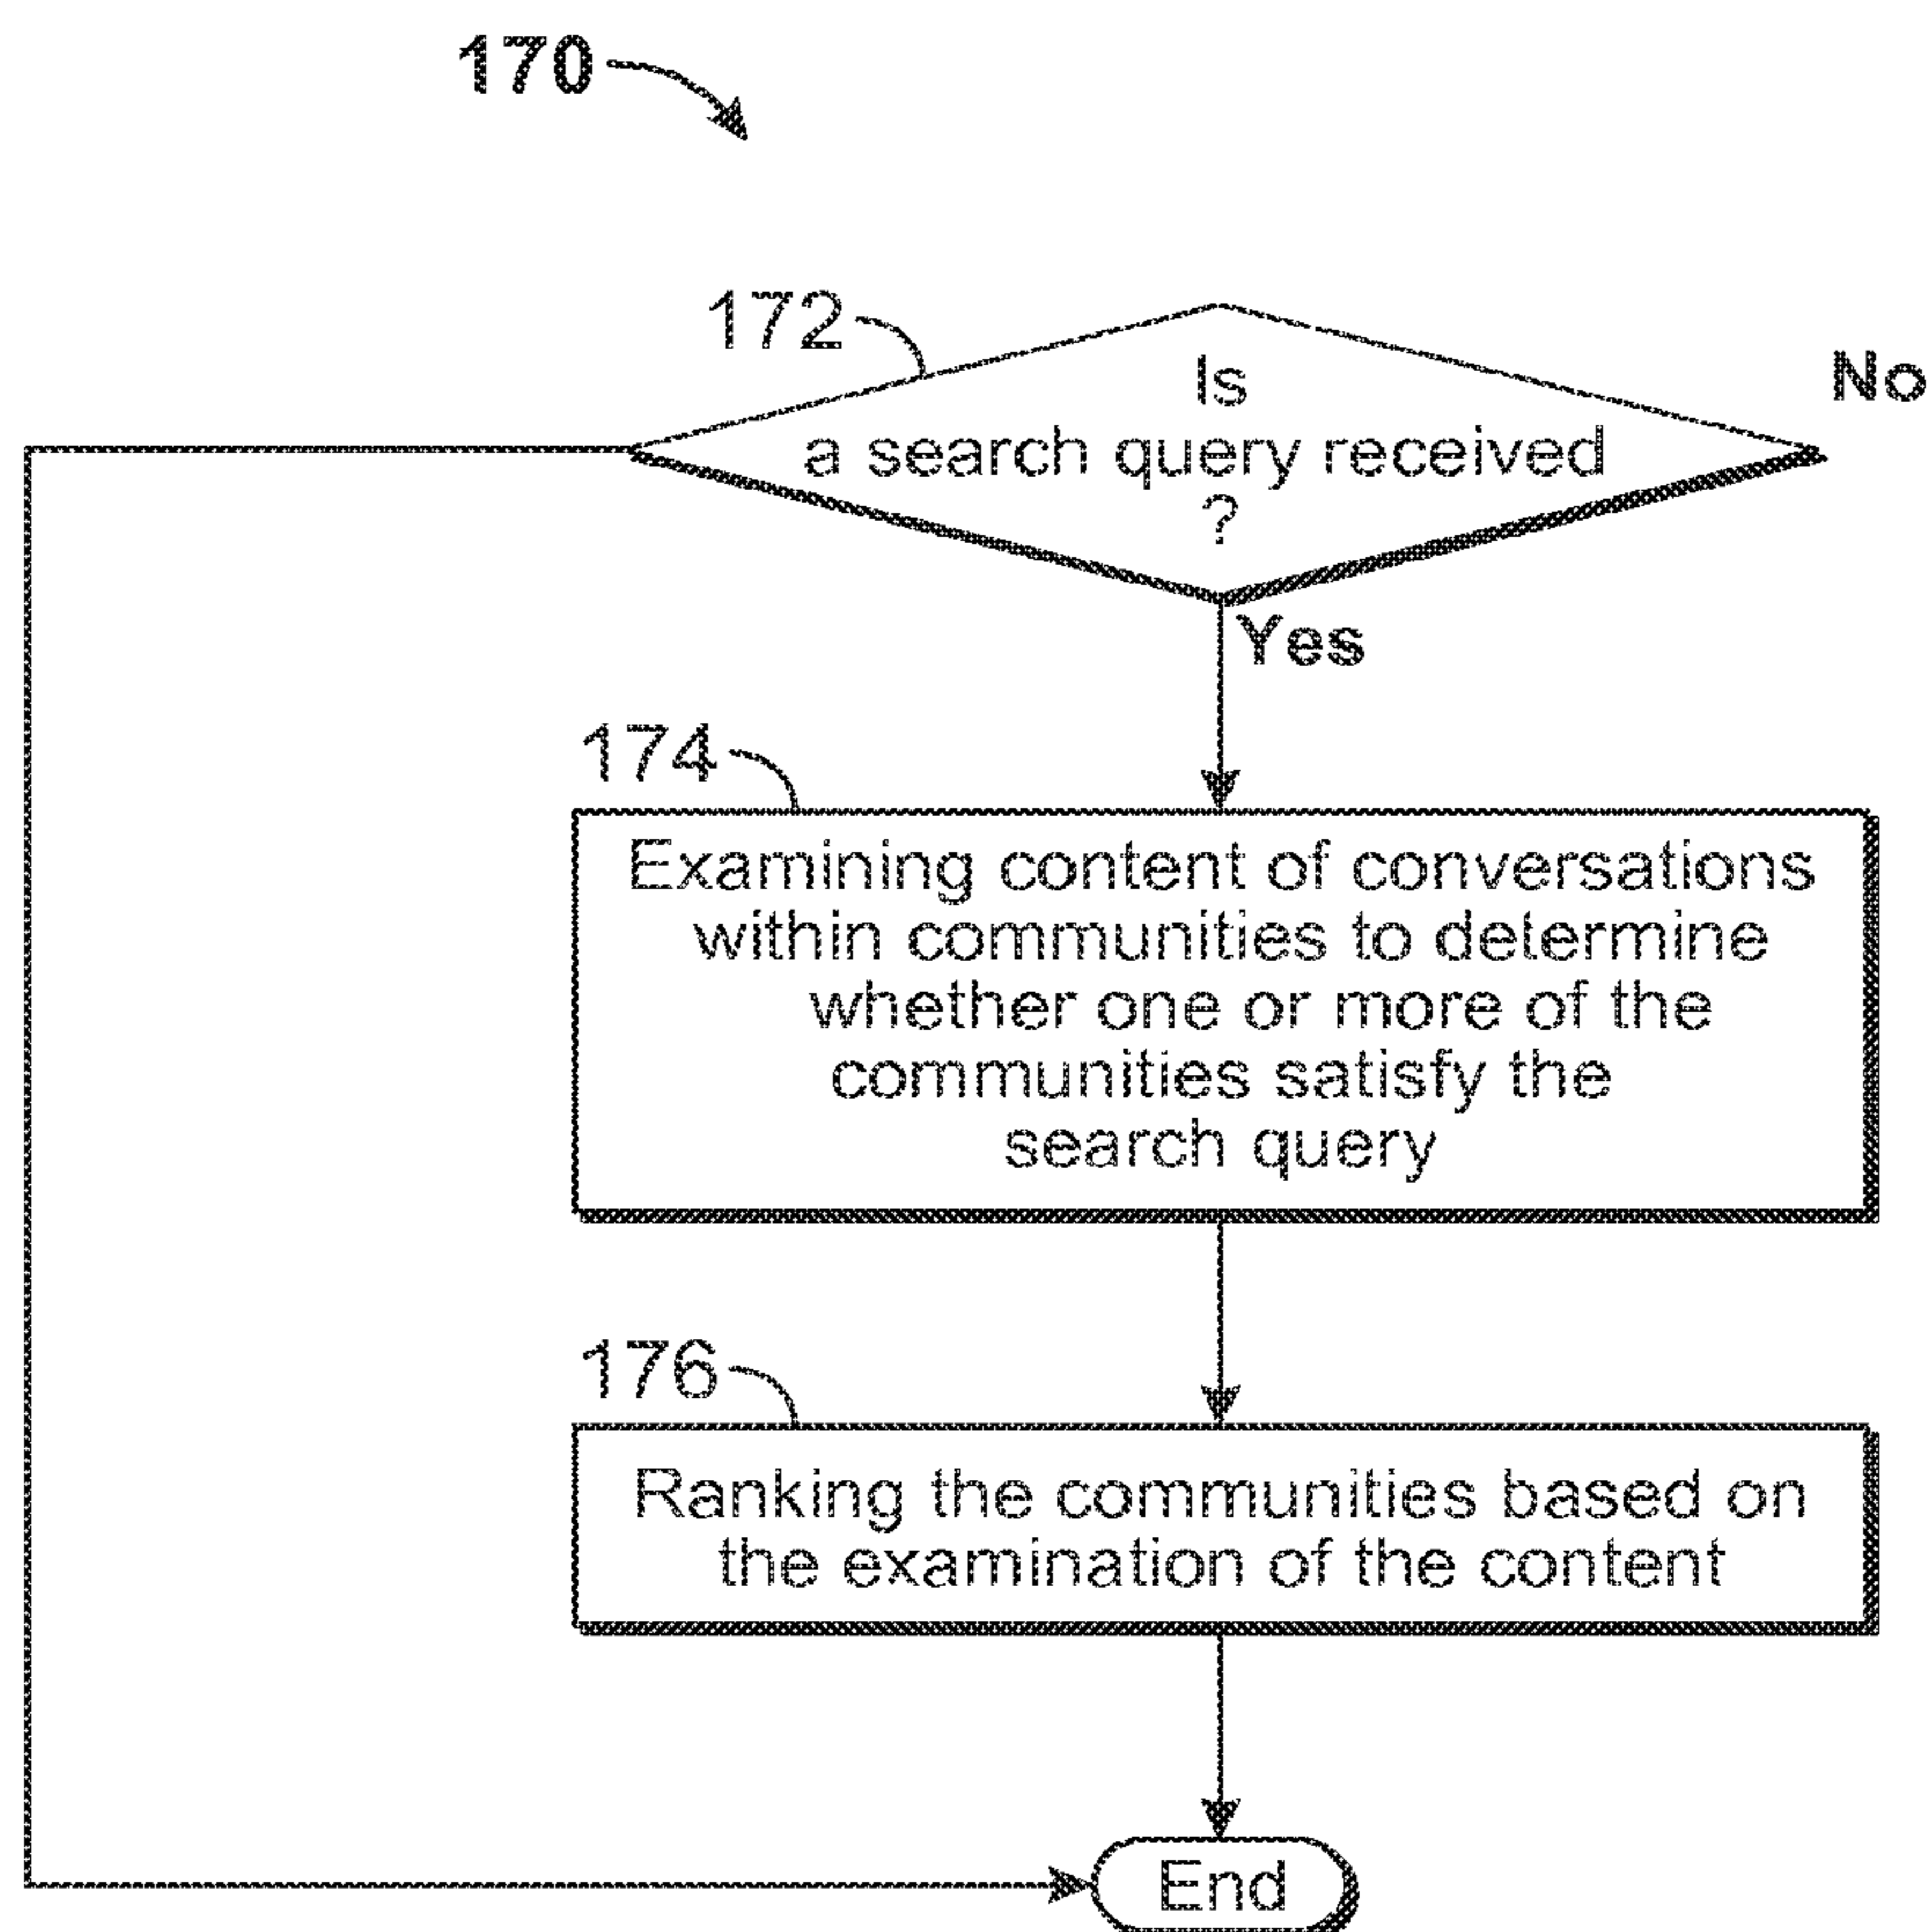 170
172
Is
a search query received
?
No
Yes
174
Examining content of conversations
within communities to determine
whether one or more of the
communities satisfy the
search query
176
Ranking the communities based on
the examination of the content
End